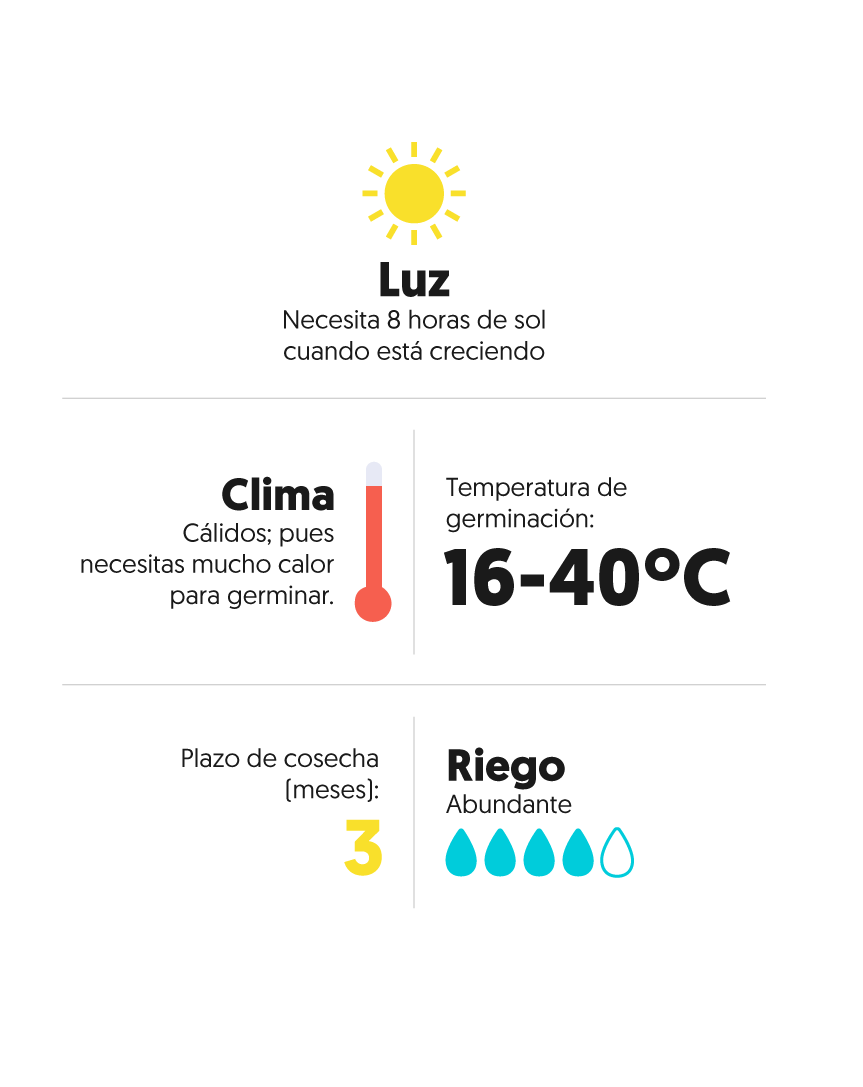 Luz
Necesita 8 horas de sol
cuando está creciendo
Clima
Cálidos; pues
necesitas mucho calor
para germinar.
Temperatura de
germinación:
16-40ºC
Plazo de cosecha
(meses):
3
Riego
Abundante